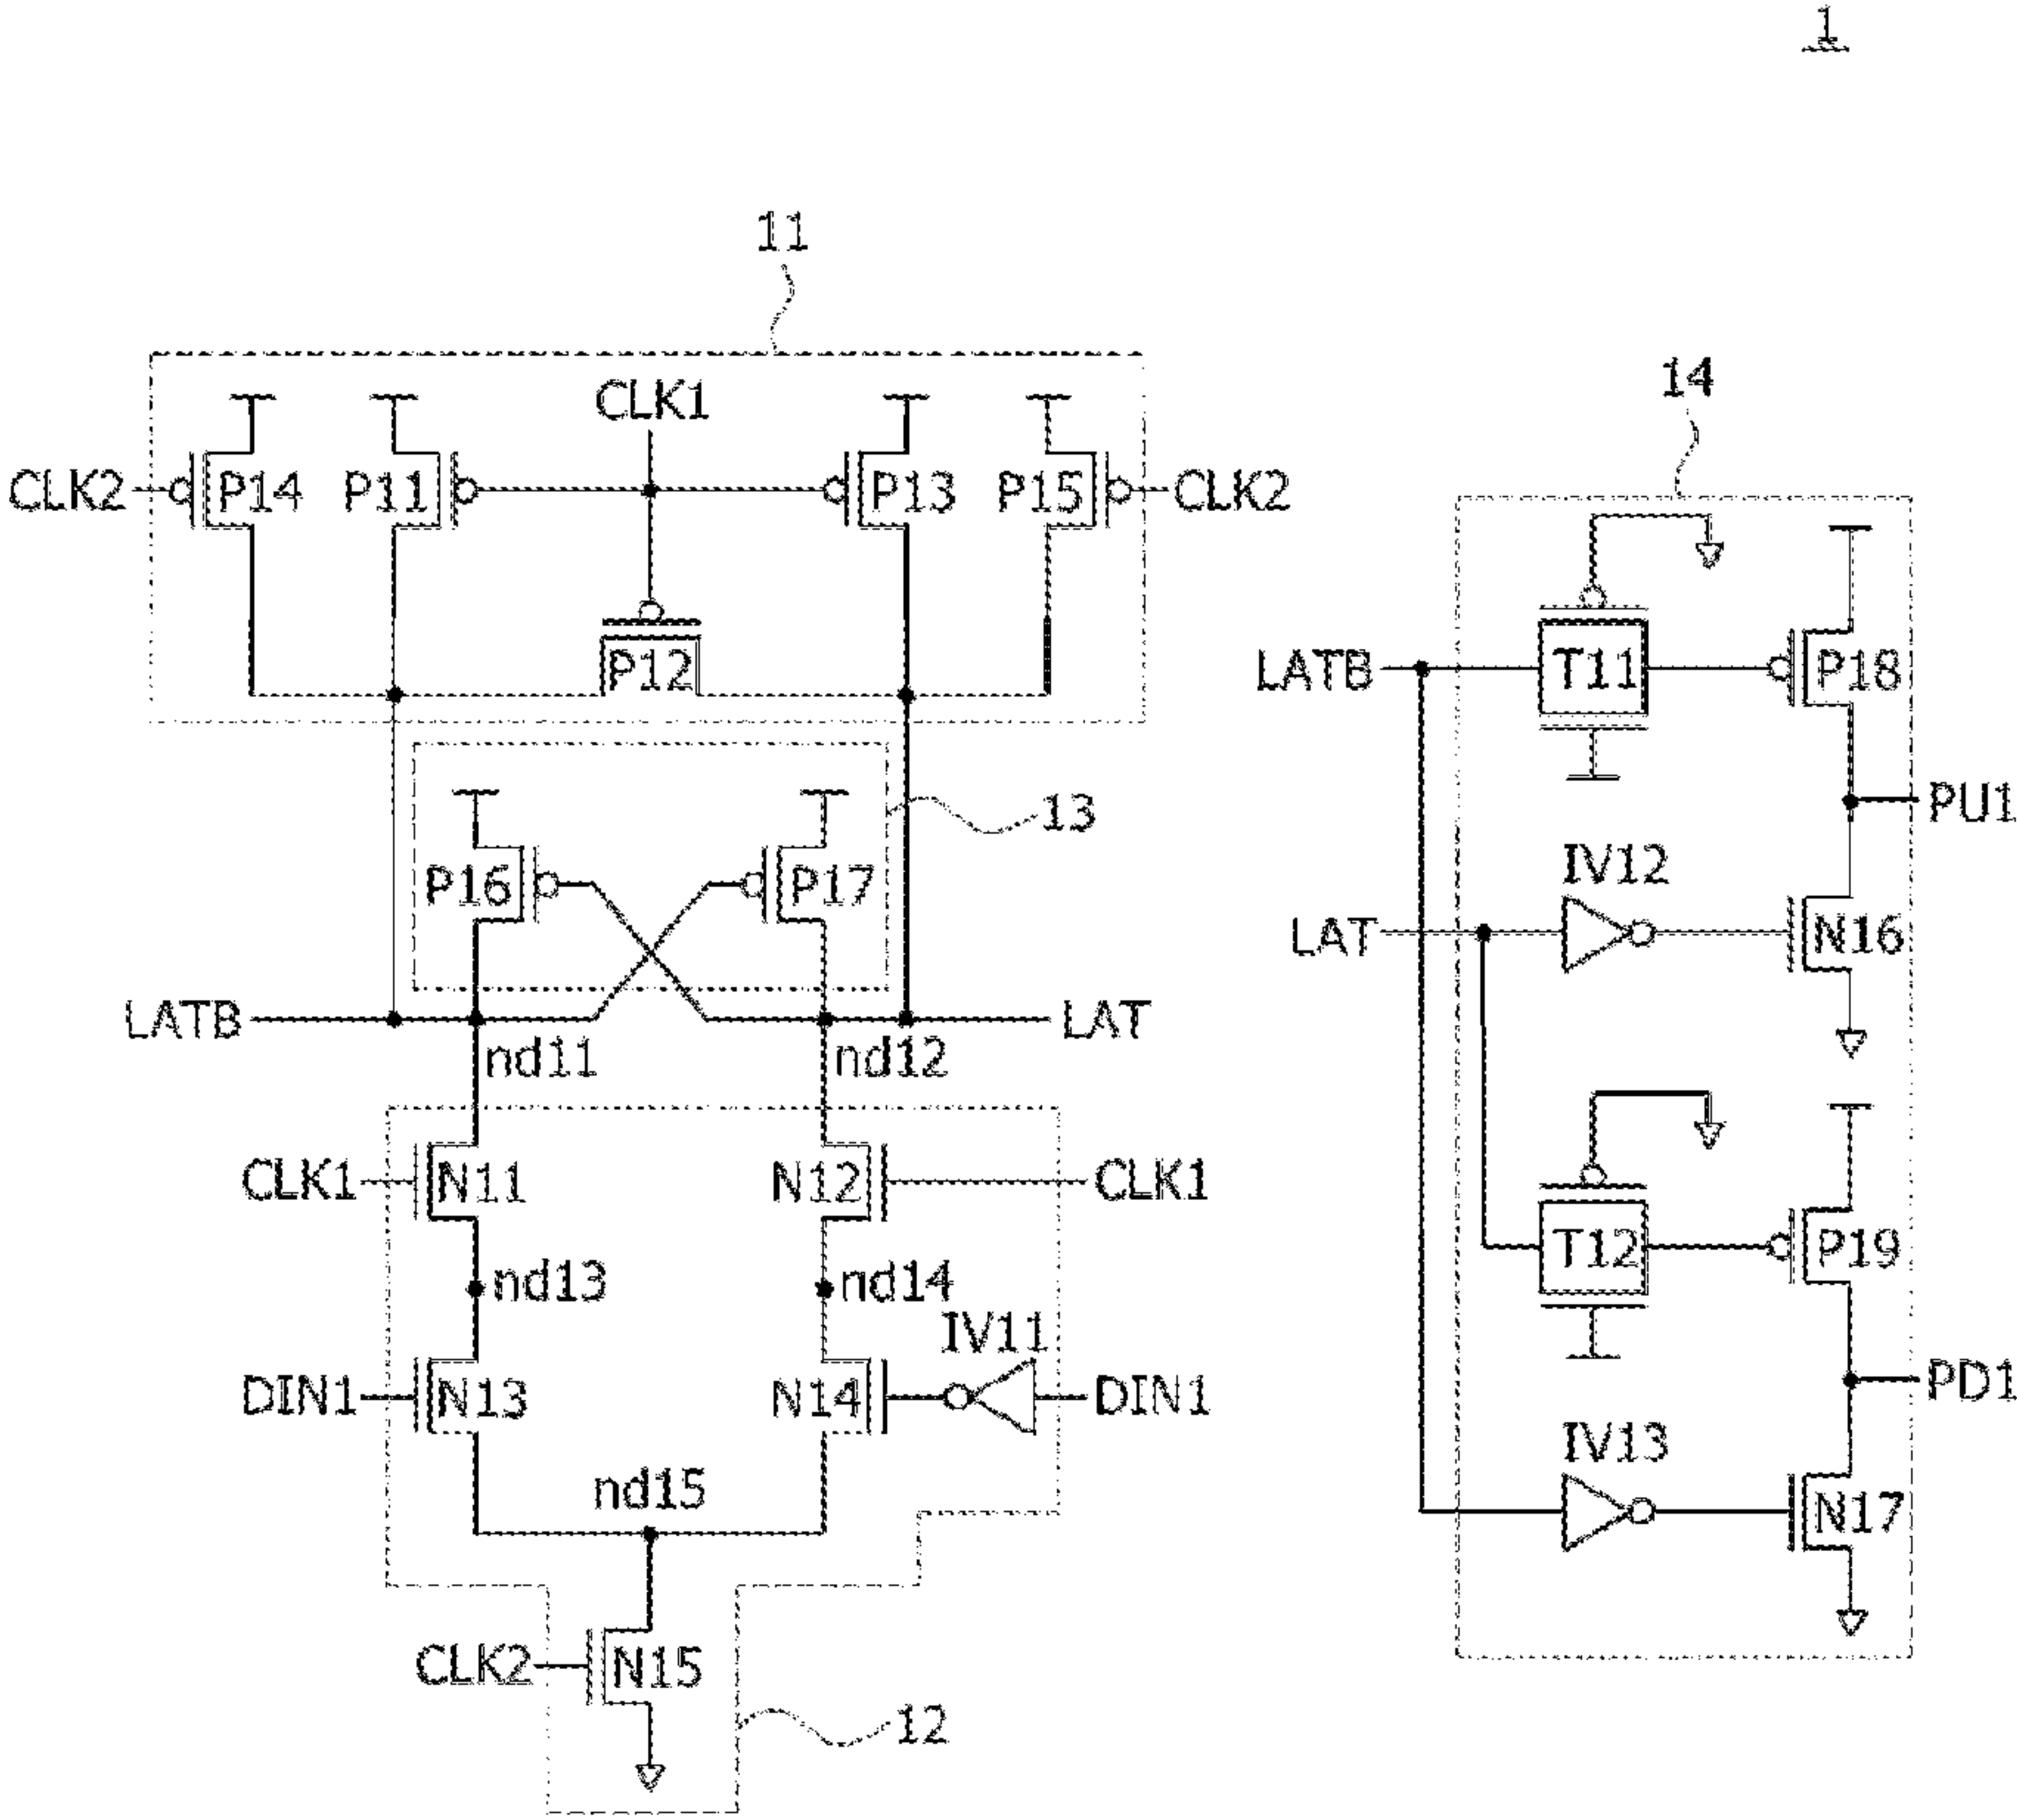 1
11
CLK1
CLK2
P14
P11
P13
P15
CLK2
P12
13
P16
P17
LATB
LAT
nd11
nd12
CLK1
N11
N12
CLK1
nd13
nd14
IV11
DIN1
N13
N14
DIN1
nd15
CLK2
N15
12
14
LATB
T11
P18
PU1
IV12
LAT
N16
T12
P19
PD1
IV13
N17